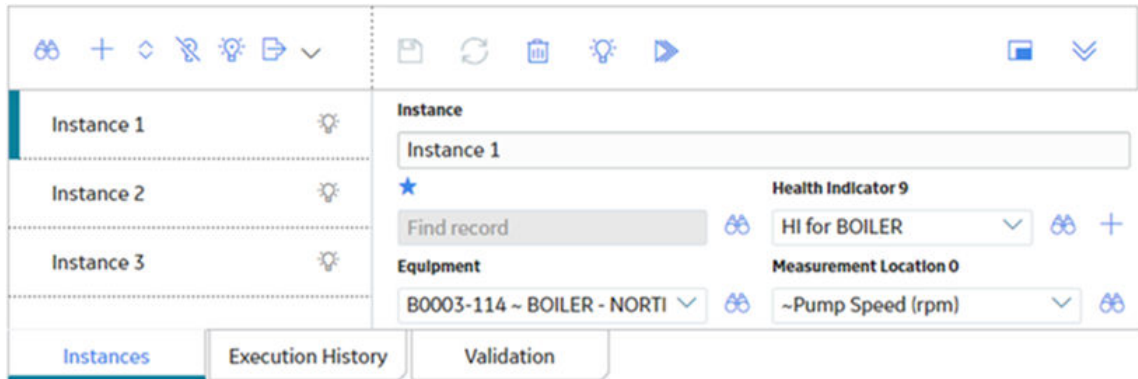 Instance 1
Instance 2
Instance 3
Instance
Instance 1
Find record
Health Indicator 9
HI for BOILER
Equipment
B0003-114 ~ BOILER - NORTI
Measurement Location 0
~Pump Speed (rpm)
Instances
Execution History
Validation